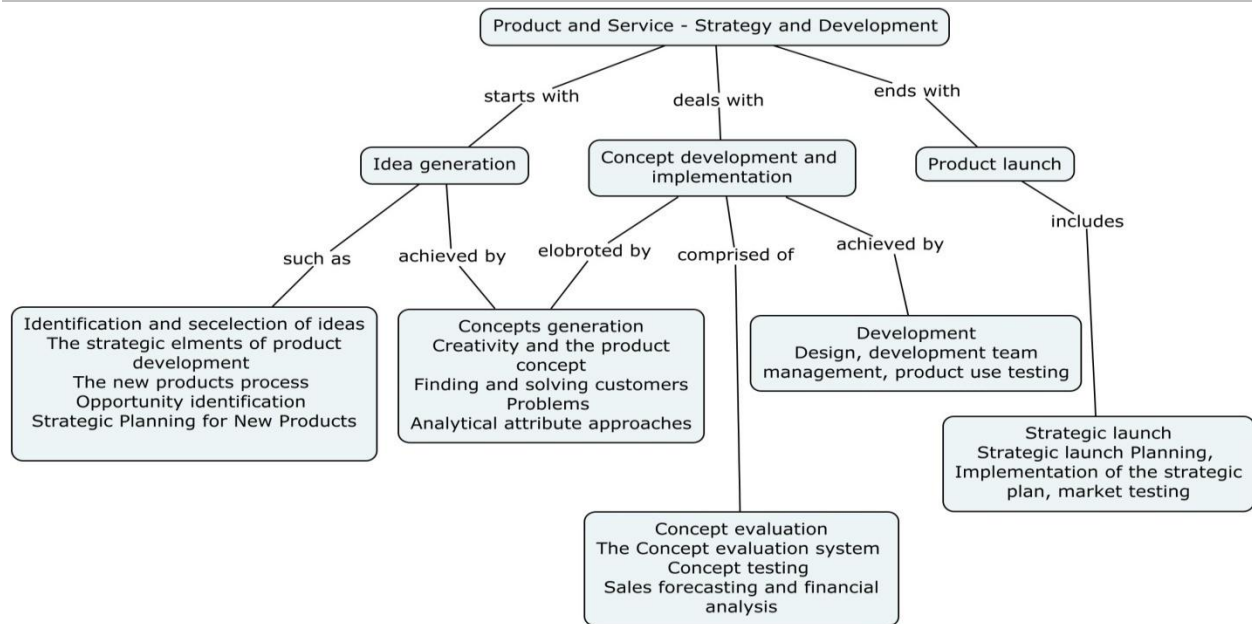 Product and Service - Strategy and Development
starts with
deals with
ends with
Idea generation
Concept development and
implementation
Product launch
such as
achieved by
elobroted by
comprised of
achieved by
includes
Identification and secelection of ideas
The strategic elments of product
development
The new products process
Opportunity identification
Strategic Planning for New Products
Concepts generation
Creativity and the product
concept
Finding and solving customers
Problems
Analytical attribute approaches
Development
Design, development team
management, product use testing
Strategic launch
Strategic launch Planning,
Implementation of the strategic
plan, market testing
Concept evaluation
The Concept evaluation system
Concept testing
Sales forecasting and financial
analysis